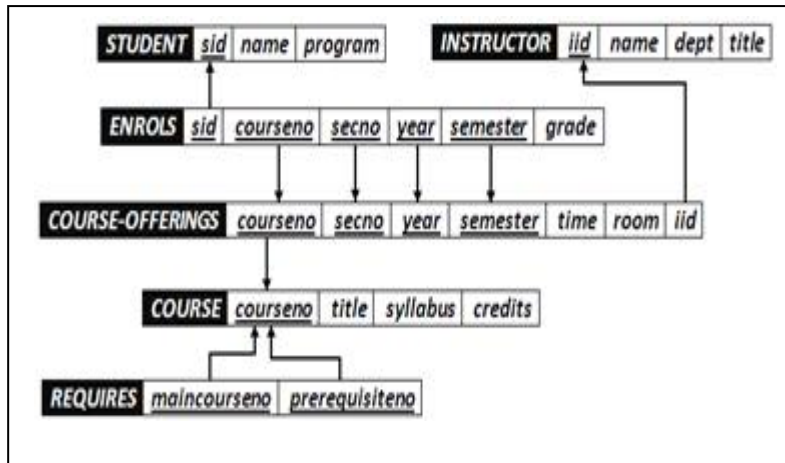 STUDENT sid name program INSTRUCTOR iid name dept title
ENROLS sid courseno secno year semester grade
COURSE-OFFERINGS courseno secno year semester time room iid
COURSE courseno title syllabus credits
REQUIRES maincourseno prerequisiteno